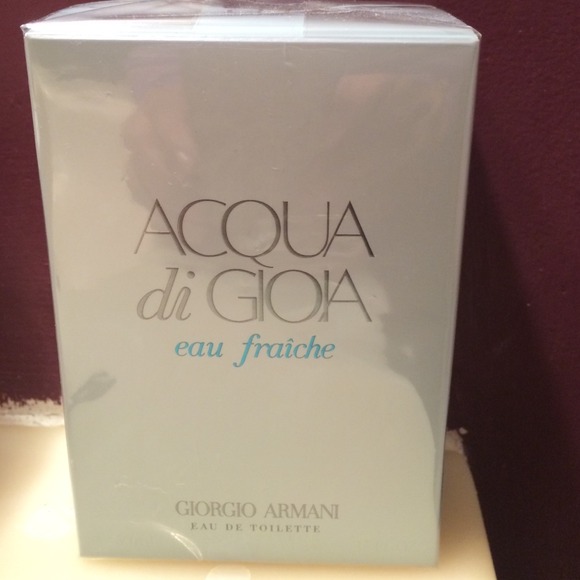 ACQUA
di GIOIA
eau fraîche
GIORGIO ARMANI
EAU DE TOILETTE